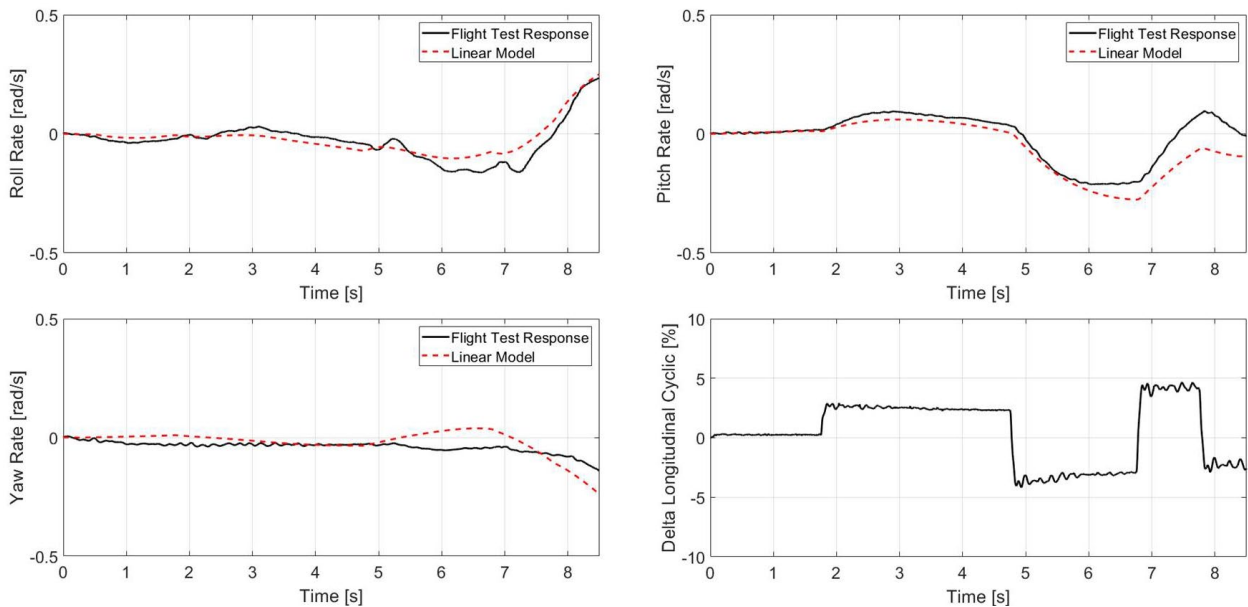 0.5
0
-0.5
Roll Rate [rad/s]
Flight Test Response
Linear Model
0 1 2 3 4 5 6 7 8
Time [s]
0.5
0
-0.5
Pitch Rate [rad/s]
Flight Test Response
Linear Model
0 1 2 3 4 5 6 7 8
Time [s]
0.5
0
-0.5
Yaw Rate [rad/s]
Flight Test Response
Linear Model
0 1 2 3 4 5 6 7 8
Time [s]
10
5
0
-5
-10
Delta Longitudinal Cyclic [%]
0 1 2 3 4 5 6 7 8
Time [s]